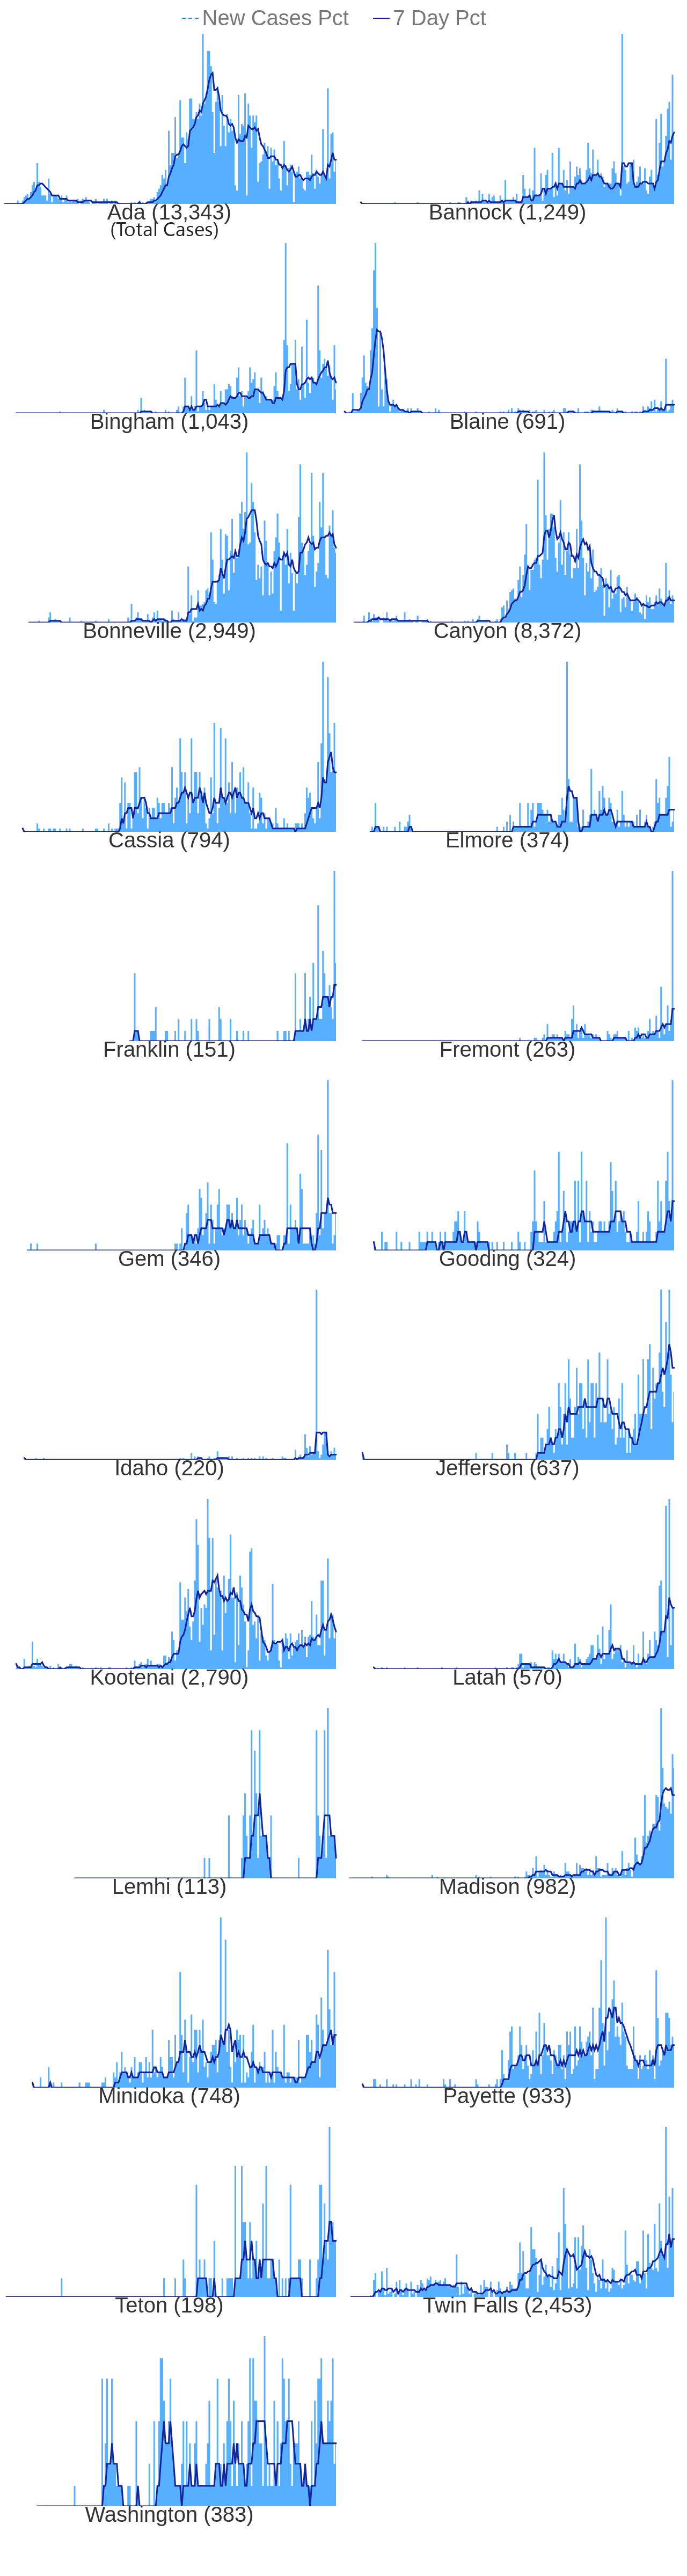 New Cases Pct 7 Day Pct
Ada (13,343) Bannock (1,249)
(Total Cases)
Bingham (1,043) Blaine (691)
Bonneville (2,949) Canyon (8,372)
Cassia (794) Elmore (374)
Franklin (151) Fremont (263)
Gem (346) Gooding (324)
Idaho (220) Jefferson (637)
Kootenai (2,790) Latah (570)
Lemhi (113) Madison (982)
Minidoka (748) Payette (933)
Teton (198) Twin Falls (2,453)
Washington (383)